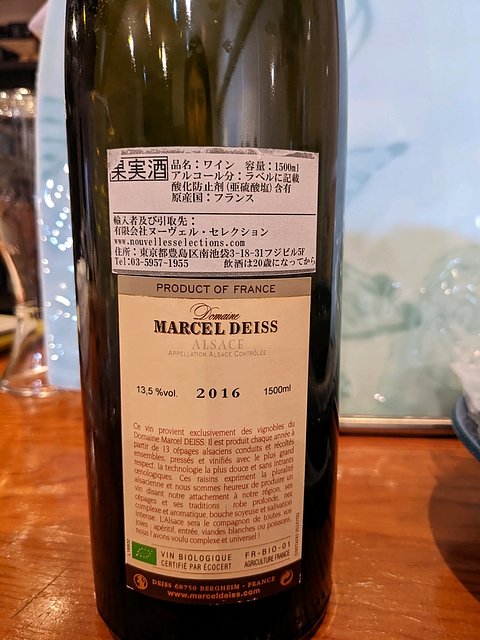 果実酒
品名：ワイン　容量：1500ml
アルコール分：ラベルに記載
酸化防止剤(亜硫酸塩)含有
原産国：フランス
輸入者及び引取先：
有限会社ヌーヴェル・セレクション
www.nouvellesselections.com
住所：東京都豊島区南池袋3-18-31フジビル5F
Tel:03-5957-1955　飲酒は20歳になってから
PRODUCT OF FRANCE
Domaine
MARCEL DEISS
ALSACE
APPELLATION ALSACE CONTRÔLÉE
13,5 %vol. 2016 1500ml
Ce vin provient exclusivement des vignobles du
Domaine Marcel DEISS. Il est produit chaque année à
partir de 13 cépages alsaciens conduits et récoltés
ensembles, pressés et vinifiés avec le plus grand
respect, la technologie la plus douce et sans intrants
œnologiques. Ces raisins expriment la pluralité
alsacienne et nous sommes heureux de produire un
vin disant notre attachement à notre région, ses
cépages et ses traditions : robe profonde, nez
complexe et aromatique, bouche soyeuse et salivation
intense. L'Alsace sera le compagnon de toutes vos
joies : apéritif, entrée, viandes blanches ou poissons,
nous l'avons voulu complexe et universel !
VIN BIOLOGIQUE
CERTIFIÉ PAR ECOCERT
FR-BIO-01
AGRICULTURE FRANCE
DEISS 68750 BERGHEIM - FRANCE
www.marceldeiss.com